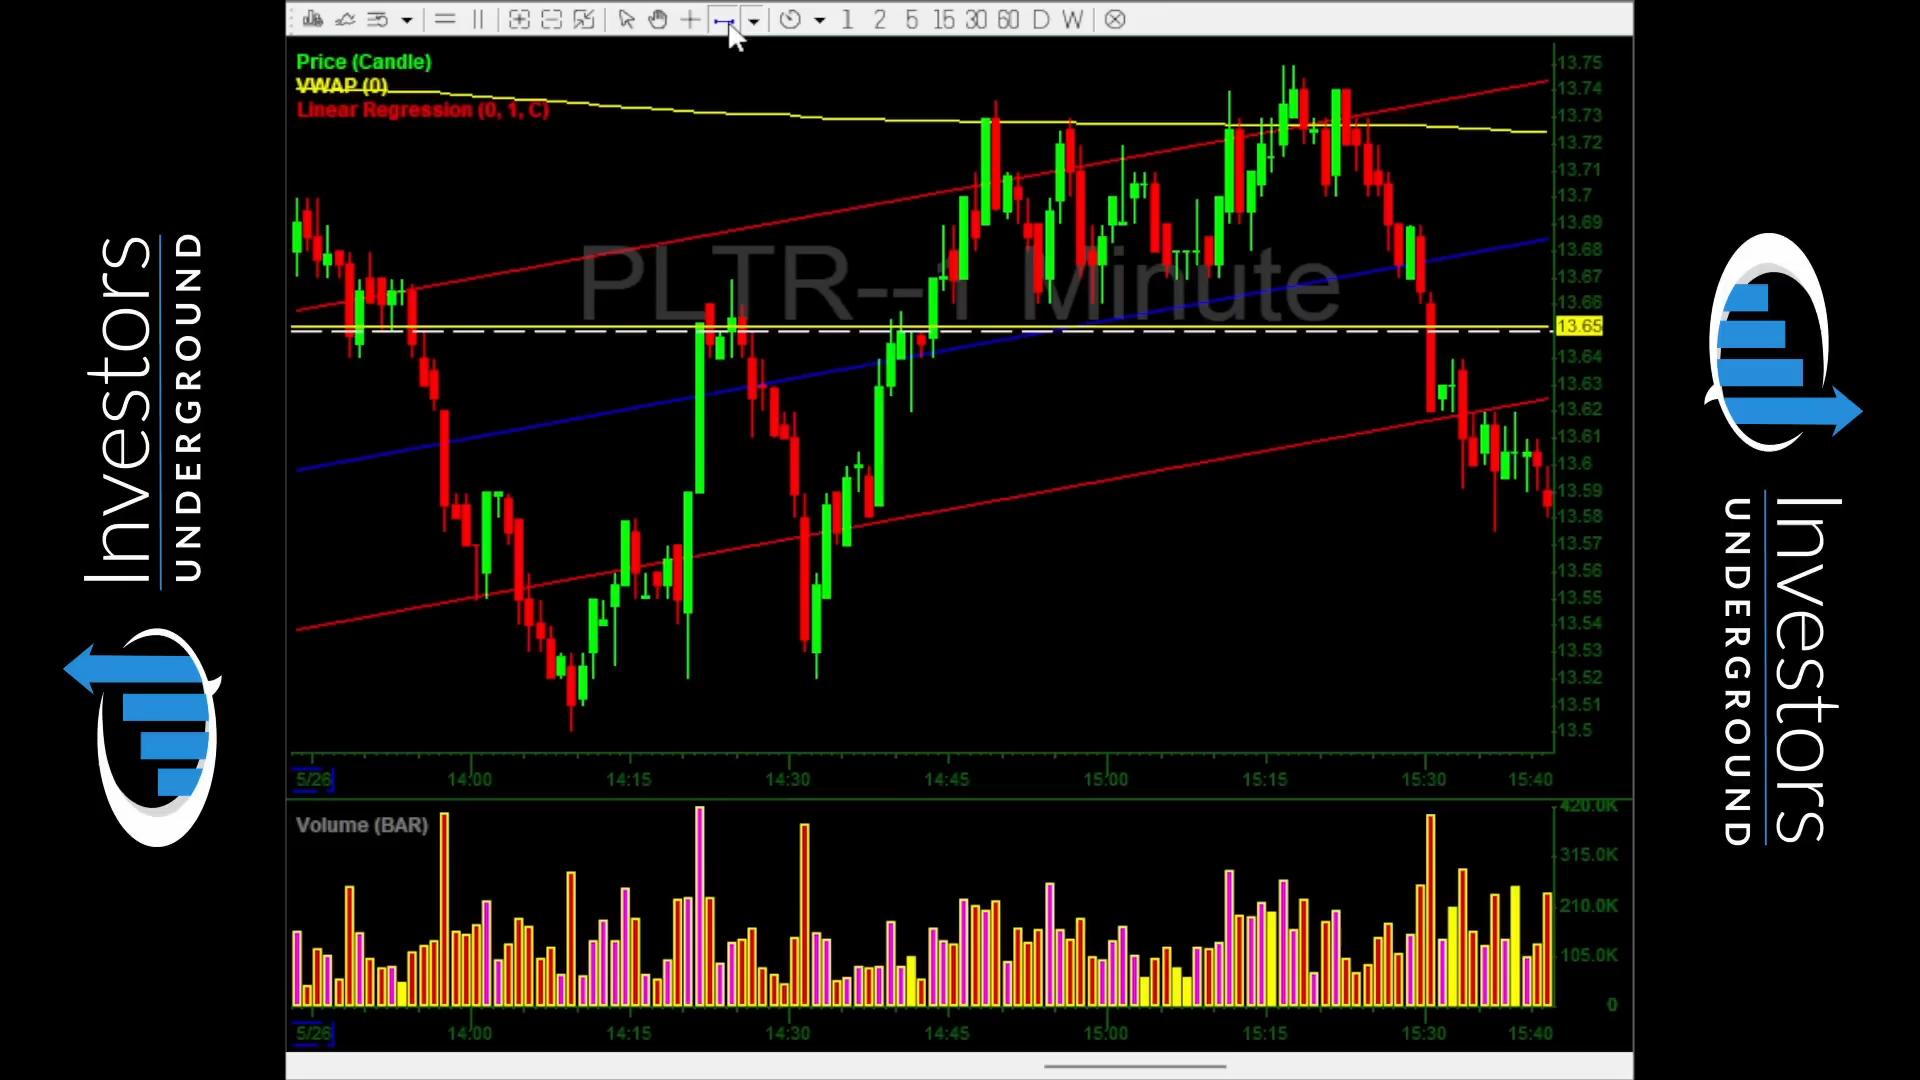 Investors
UNDERGROUND
1 2 5 15 30 60 D W
Price (Candle)
VWAP (0)
Linear Regression (0, 1, C)
PLTR--1 Minute
13.75
13.74
13.73
13.72
13.71
13.7
13.69
13.68
13.67
13.66
13.65
13.64
13.63
13.62
13.61
13.6
13.59
13.58
13.57
13.56
13.55
13.54
13.53
13.52
13.51
13.5
5/26 14:00 14:15 14:30 14:45 15:00 15:15 15:30 15:40
Volume (BAR)
420.0K
315.0K
210.0K
105.0K
0
5/26 14:00 14:15 14:30 14:45 15:00 15:15 15:30 15:40
Investors
UNDERGROUND